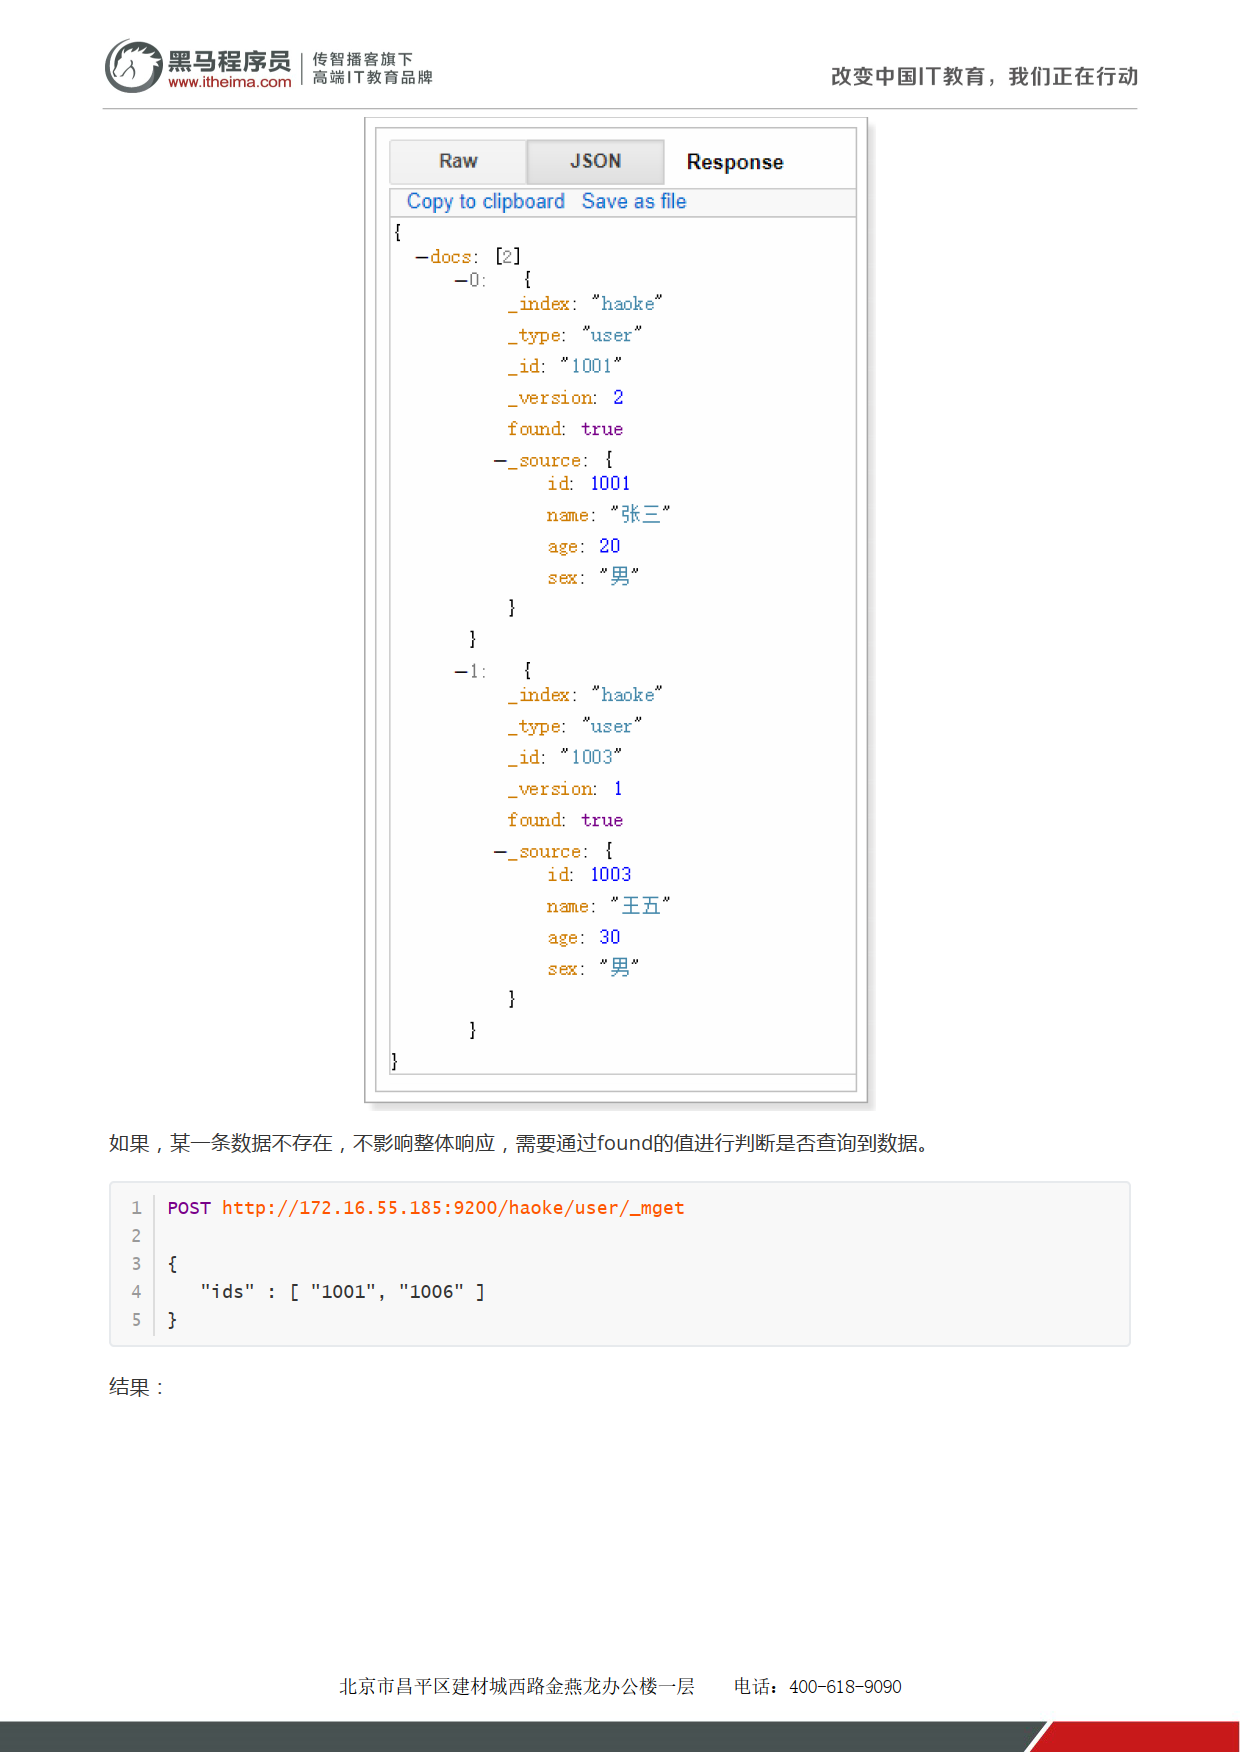 黑马程序员
www.itheima.com
传智播客旗下
高端IT教育品牌
改变中国IT教育，我们正在行动
Raw JSON Response
Copy to clipboard Save as file
{
—docs: [2]
—0: {
_index: "haoke"
_type: "user"
_id: "1001"
_version: 2
found: true
—_source: {
id: 1001
name: "张三"
age: 20
sex: "男"
}
}
—1: {
_index: "haoke"
_type: "user"
_id: "1003"
_version: 1
found: true
—_source: {
id: 1003
name: "王五"
age: 30
sex: "男"
}
}
}
如果，某一条数据不存在，不影响整体响应，需要通过found的值进行判断是否查询到数据。
1 POST http://172.16.55.185:9200/haoke/user/_mget
2
3 {
4 "ids" : [ "1001", "1006" ]
5 }
结果：
北京市昌平区建材城西路金燕龙办公楼一层 电话：400-618-9090